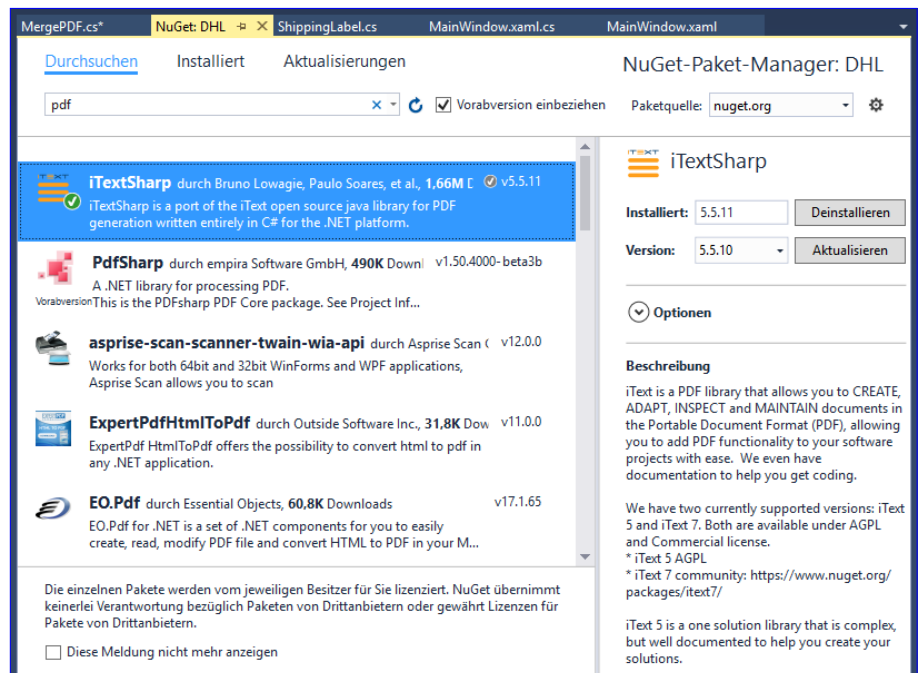 MergePDF.cs*
NuGet: DHL
ShippingLabel.cs
MainWindow.xaml.cs
MainWindow.xaml
Durchsuchen
Installiert
Aktualisierungen
NuGet-Paket-Manager: DHL
pdf
Vorabversion einbeziehen
Paketquelle: nuget.org
iTextSharp durch Bruno Lowagie, Paulo Soares, et al., 1,66M D v5.5.11
iTextSharp is a port of the iText open source java library for PDF
generation written entirely in C# for the .NET platform.
PdfSharp durch empira Software GmbH, 490K Downl v1.50.4000-beta3b
A .NET library for processing PDF.
Vorabversion
This is the PDFsharp PDF Core package. See Project Inf...
asprise-scan-scanner-twain-wia-api durch Asprise Scan ( v12.0.0
Works for both 64bit and 32bit WinForms and WPF applications,
Asprise Scan allows you to scan
ExpertPdfHtmlToPdf durch Outside Software Inc., 31,8K Dow v11.0.0
ExpertPdf HtmlToPdf offers the possibility to convert html to pdf in
any .NET application.
EO.Pdf durch Essential Objects, 60,8K Downloads v17.1.65
EO.Pdf for .NET is a set of .NET components for you to easily
create, read, modify PDF file and convert HTML to PDF in your M...
Die einzelnen Pakete werden vom jeweiligen Besitzer für Sie lizenziert. NuGet übernimmt
keinerlei Verantwortung bezüglich Paketen von Drittanbietern oder gewährt Lizenzen für
Pakete von Drittanbietern.
Diese Meldung nicht mehr anzeigen
ITEXT
iTextSharp
Installiert: 5.5.11 Deinstallieren
Version: 5.5.10 Aktualisieren
Optionen
Beschreibung
iText is a PDF library that allows you to CREATE,
ADAPT, INSPECT and MAINTAIN documents in
the Portable Document Format (PDF), allowing
you to add PDF functionality to your software
projects with ease. We even have
documentation to help you get coding.
We have two currently supported versions: iText
5 and iText 7. Both are available under AGPL
and Commercial license.
* iText 5 AGPL
* iText 7 community: https://www.nuget.org/
packages/itext7/
iText 5 is a one solution library that is complex,
but well documented to help you create your
solutions.